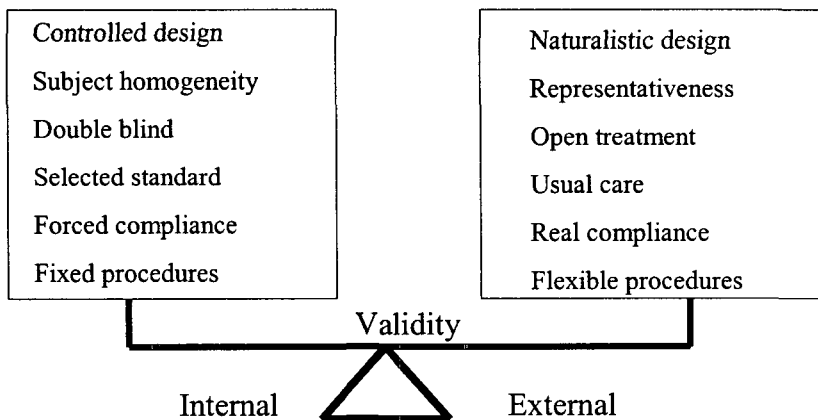 Controlled design
Subject homogeneity
Double blind
Selected standard
Forced compliance
Fixed procedures
Naturalistic design
Representativeness
Open treatment
Usual care
Real compliance
Flexible procedures
Validity
Internal
External